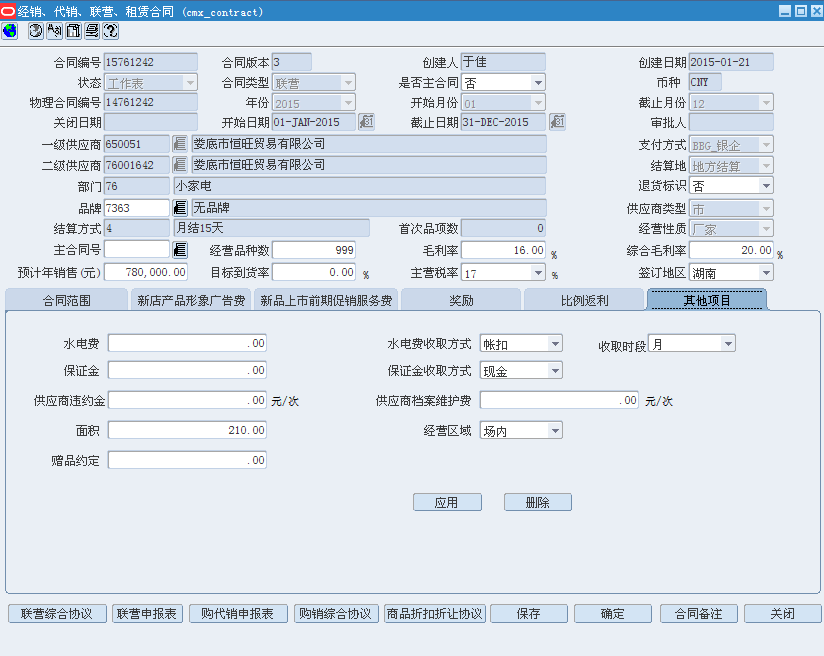 经销、代销、联营、租赁合同 (cmx_contract)
合同编号 15761242 合同版本 3 创建人 于佳 创建日期 2015-01-21
状态 工作表 合同类型 联营 是否主合同 否 币种 CNY
物理合同编号 14761242 年份 2015 开始月份 01 截止月份 12
关闭日期 开始日期 01-JAN-2015 截止日期 31-DEC-2015 审批人
一级供应商 650051 娄底市恒旺贸易有限公司 支付方式 BBG_银企
二级供应商 76001642 娄底市恒旺贸易有限公司 结算地 地方结算
部门 76 小家电 退货标识 否
品牌 7363 无品牌 供应商类型 市
结算方式 4 月结15天 首次品项数 0 经营性质 厂家
主合同号 经营品种数 999 毛利率 16.00 % 综合毛利率 20.00 %
预计年销售(元) 780,000.00 目标到货率 0.00 % 主营税率 17 % 签订地区 湖南
合同范围 新店产品形象广告费 新品上市前期促销服务费 奖励 比例返利 其他项目
水电费 .00 水电费收取方式 帐扣 收取时段 月
保证金 .00 保证金收取方式 现金
供应商违约金 .00 元/次 供应商档案维护费 .00 元/次
面积 210.00 经营区域 场内
赠品约定 .00
应用 删除
联营综合协议 联营申报表 购代销申报表 购销综合协议 商品折扣折让协议 保存 确定 合同备注 关闭